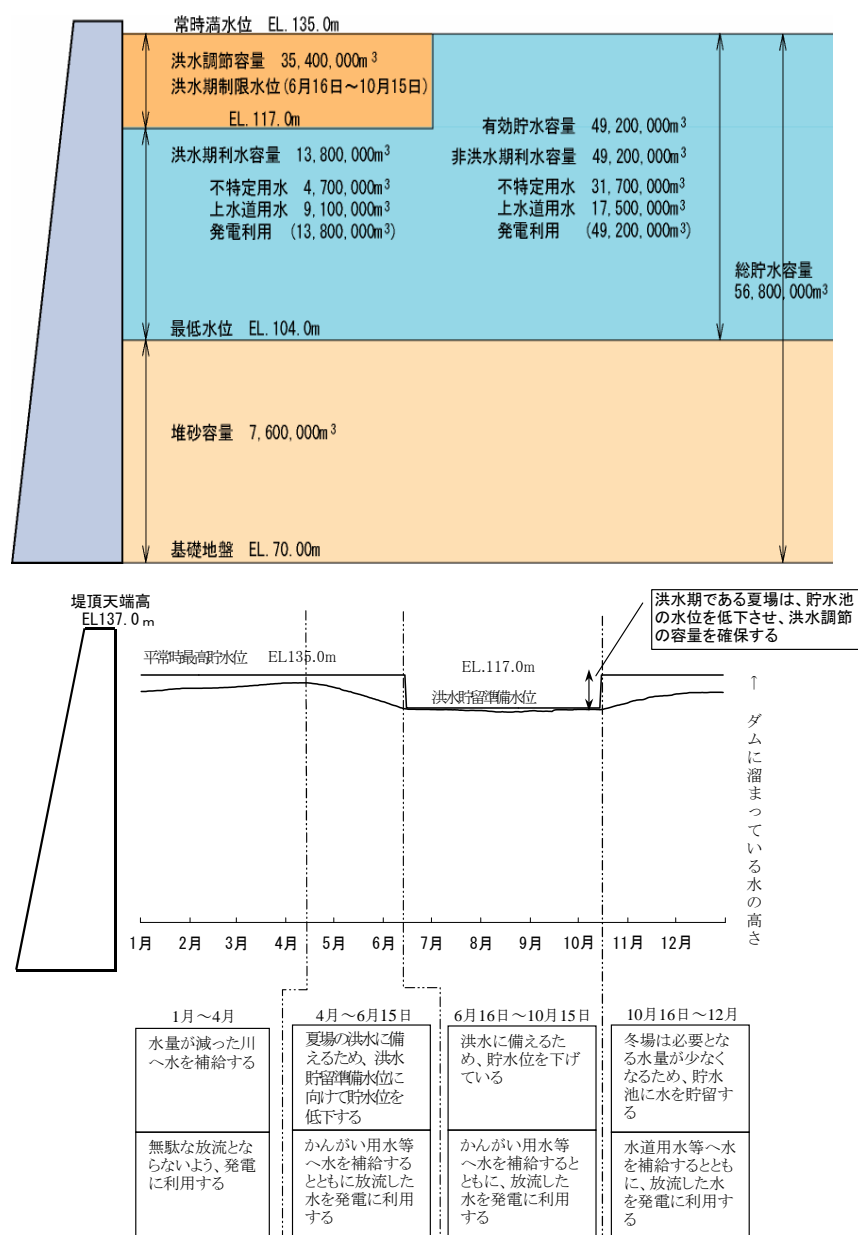 常時満水位 EL.135.0m
洪水調節容量 35,400,000m³
洪水期制限水位(6月16日～10月15日)
EL.117.0m
洪水期利水容量 13,800,000m³
不特定用水 4,700,000m³
上水道用水 9,100,000m³
発電利用 (13,800,000m³)
有効貯水容量 49,200,000m³
非洪水期利水容量 49,200,000m³
不特定用水 31,700,000m³
上水道用水 17,500,000m³
発電利用 (49,200,000m³)
総貯水容量
56,800,000m³
最低水位 EL.104.0m
堆砂容量 7,600,000m³
基礎地盤 EL.70.00m
堤頂天端高
EL137.0m
洪水期である夏場は、貯水池
の水位を低下させ、洪水調節
の容量を確保する
平常時最高貯水位 EL135.0m
EL.117.0m
洪水貯留準備水位
↑ ダムに溜まっている水の高さ
1月 2月 3月 4月 5月 6月 7月 8月 9月 10月 11月 12月
1月～4月
水量が減った川
へ水を補給する
無駄な放流とな
らないよう、発電
に利用する
4月～6月15日
夏場の洪水に備
えるため、洪水
貯留準備水位に
向けて貯水位を
低下する
かんがい用水等
へ水を補給する
とともに放流した
水を発電に利用
する
6月16日～10月15日
洪水に備えるた
め、貯水位を下げ
ている
かんがい用水等
へ水を補給すると
ともに、放流した
水を発電に利用
する
10月16日～12月
冬場は必要とな
る水量が少なく
なるため、貯水
池に水を貯留す
る
水道用水等へ水
を補給するととも
に、放流した水
を発電に利用す
る